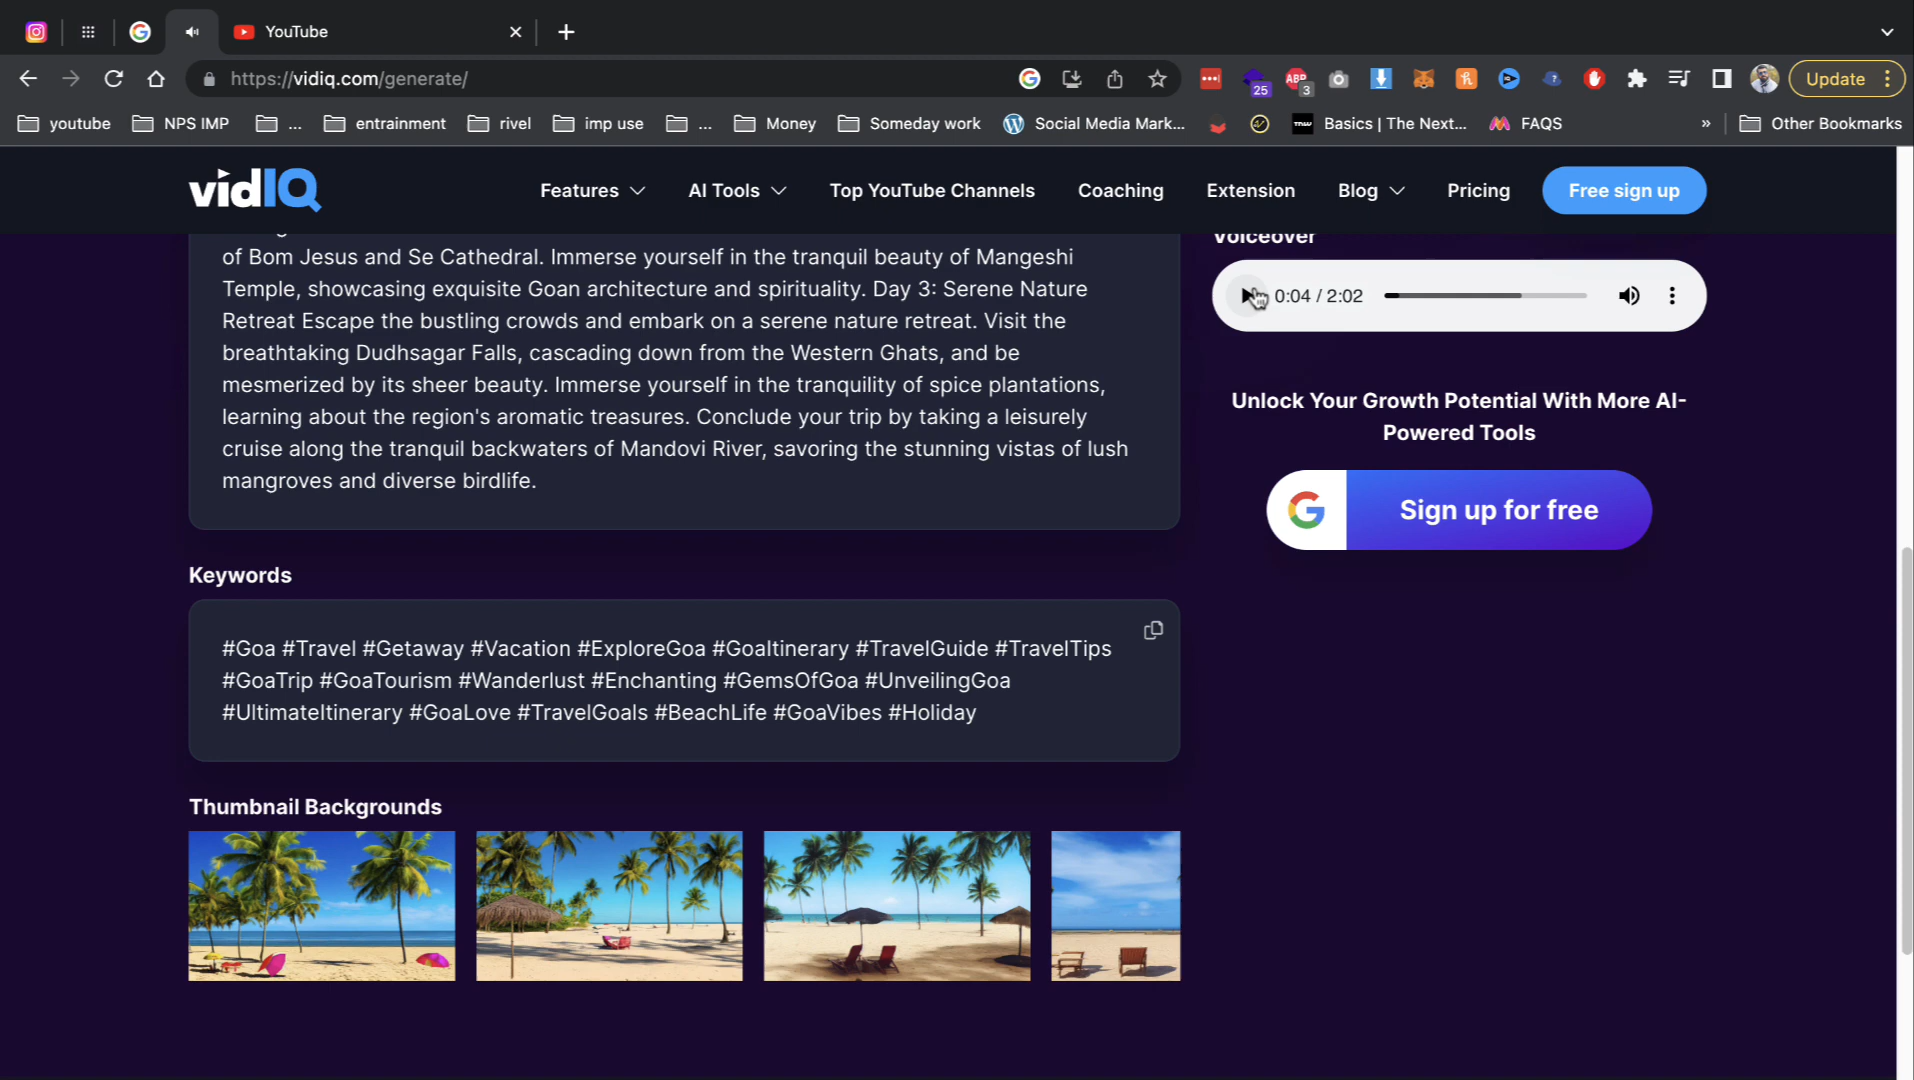 YouTube
https://vidiq.com/generate/
25
ABP
3
Update
youtube
NPS IMP
...
entrainment
rivel
imp use
...
Money
Someday work
Social Media Mark...
TNW
Basics | The Next...
FAQS
»
Other Bookmarks
vidIQ
Features
AI Tools
Top YouTube Channels
Coaching
Extension
Blog
Pricing
Free sign up
of Bom Jesus and Se Cathedral. Immerse yourself in the tranquil beauty of Mangeshi
Temple, showcasing exquisite Goan architecture and spirituality. Day 3: Serene Nature
Retreat Escape the bustling crowds and embark on a serene nature retreat. Visit the
breathtaking Dudhsagar Falls, cascading down from the Western Ghats, and be
mesmerized by its sheer beauty. Immerse yourself in the tranquility of spice plantations,
learning about the region's aromatic treasures. Conclude your trip by taking a leisurely
cruise along the tranquil backwaters of Mandovi River, savoring the stunning vistas of lush
mangroves and diverse birdlife.
Voiceover
0:04 / 2:02
Unlock Your Growth Potential With More AI-
Powered Tools
Sign up for free
Keywords
#Goa #Travel #Getaway #Vacation #ExploreGoa #GoaItinerary #TravelGuide #TravelTips
#GoaTrip #GoaTourism #Wanderlust #Enchanting #GemsOfGoa #UnveilingGoa
#UltimateItinerary #GoaLove #TravelGoals #BeachLife #GoaVibes #Holiday
Thumbnail Backgrounds